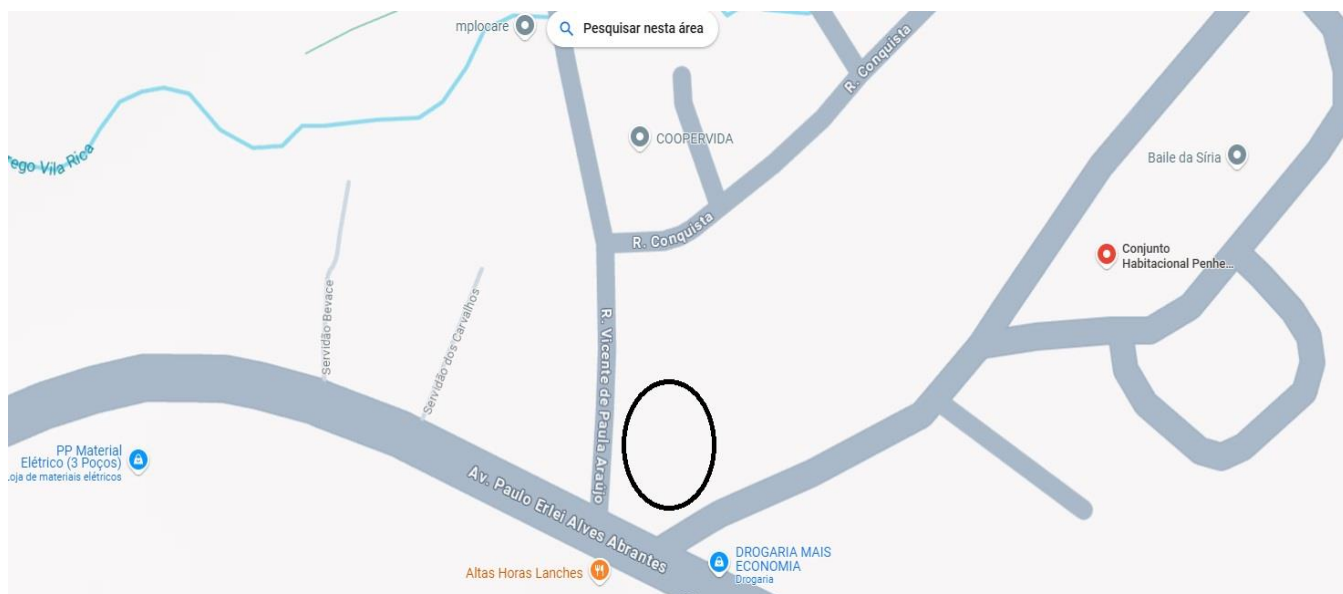 mplocare
Pesquisar nesta área
R. Conquista
COOPERVIDA
Baile da Síria
ego Vila Rica
R. Conquista
Conjunto
Habitacional Penhe...
Servidão Bevace
Servidão dos Carvalhos
R. Vicente de Paula Araújo
PP Material
Elétrico (3 Poços)
oja de materiais elétricos
Av. Paulo Erlei Alves Abrantes
DROGARIA MAIS
ECONOMIA
Drogaria
Altas Horas Lanches